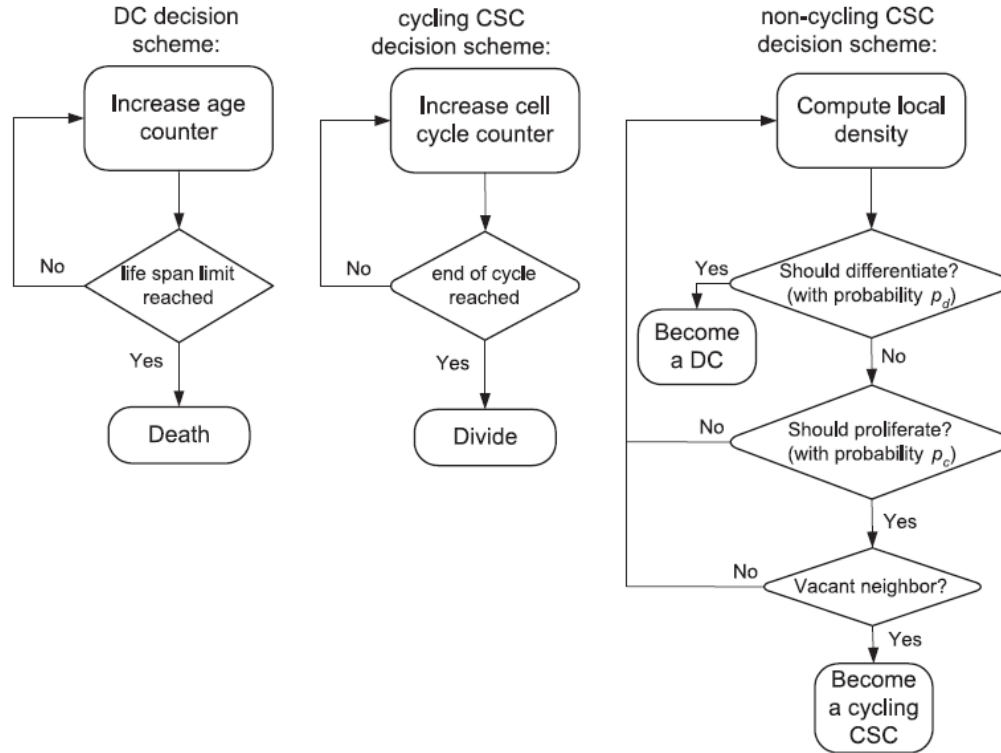 DC decision
scheme:
Increase age
counter
No
life span limit
reached
Yes
Death
cycling CSC
decision scheme:
Increase cell
cycle counter
No
end of cycle
reached
Yes
Divide
non-cycling CSC
decision scheme:
Compute local
density
Yes
Should differentiate?
(with probability p_d)
Become
a DC
No
No
Should proliferate?
(with probability p_c)
Yes
No
Vacant neighbor?
Yes
Become
a cycling
CSC